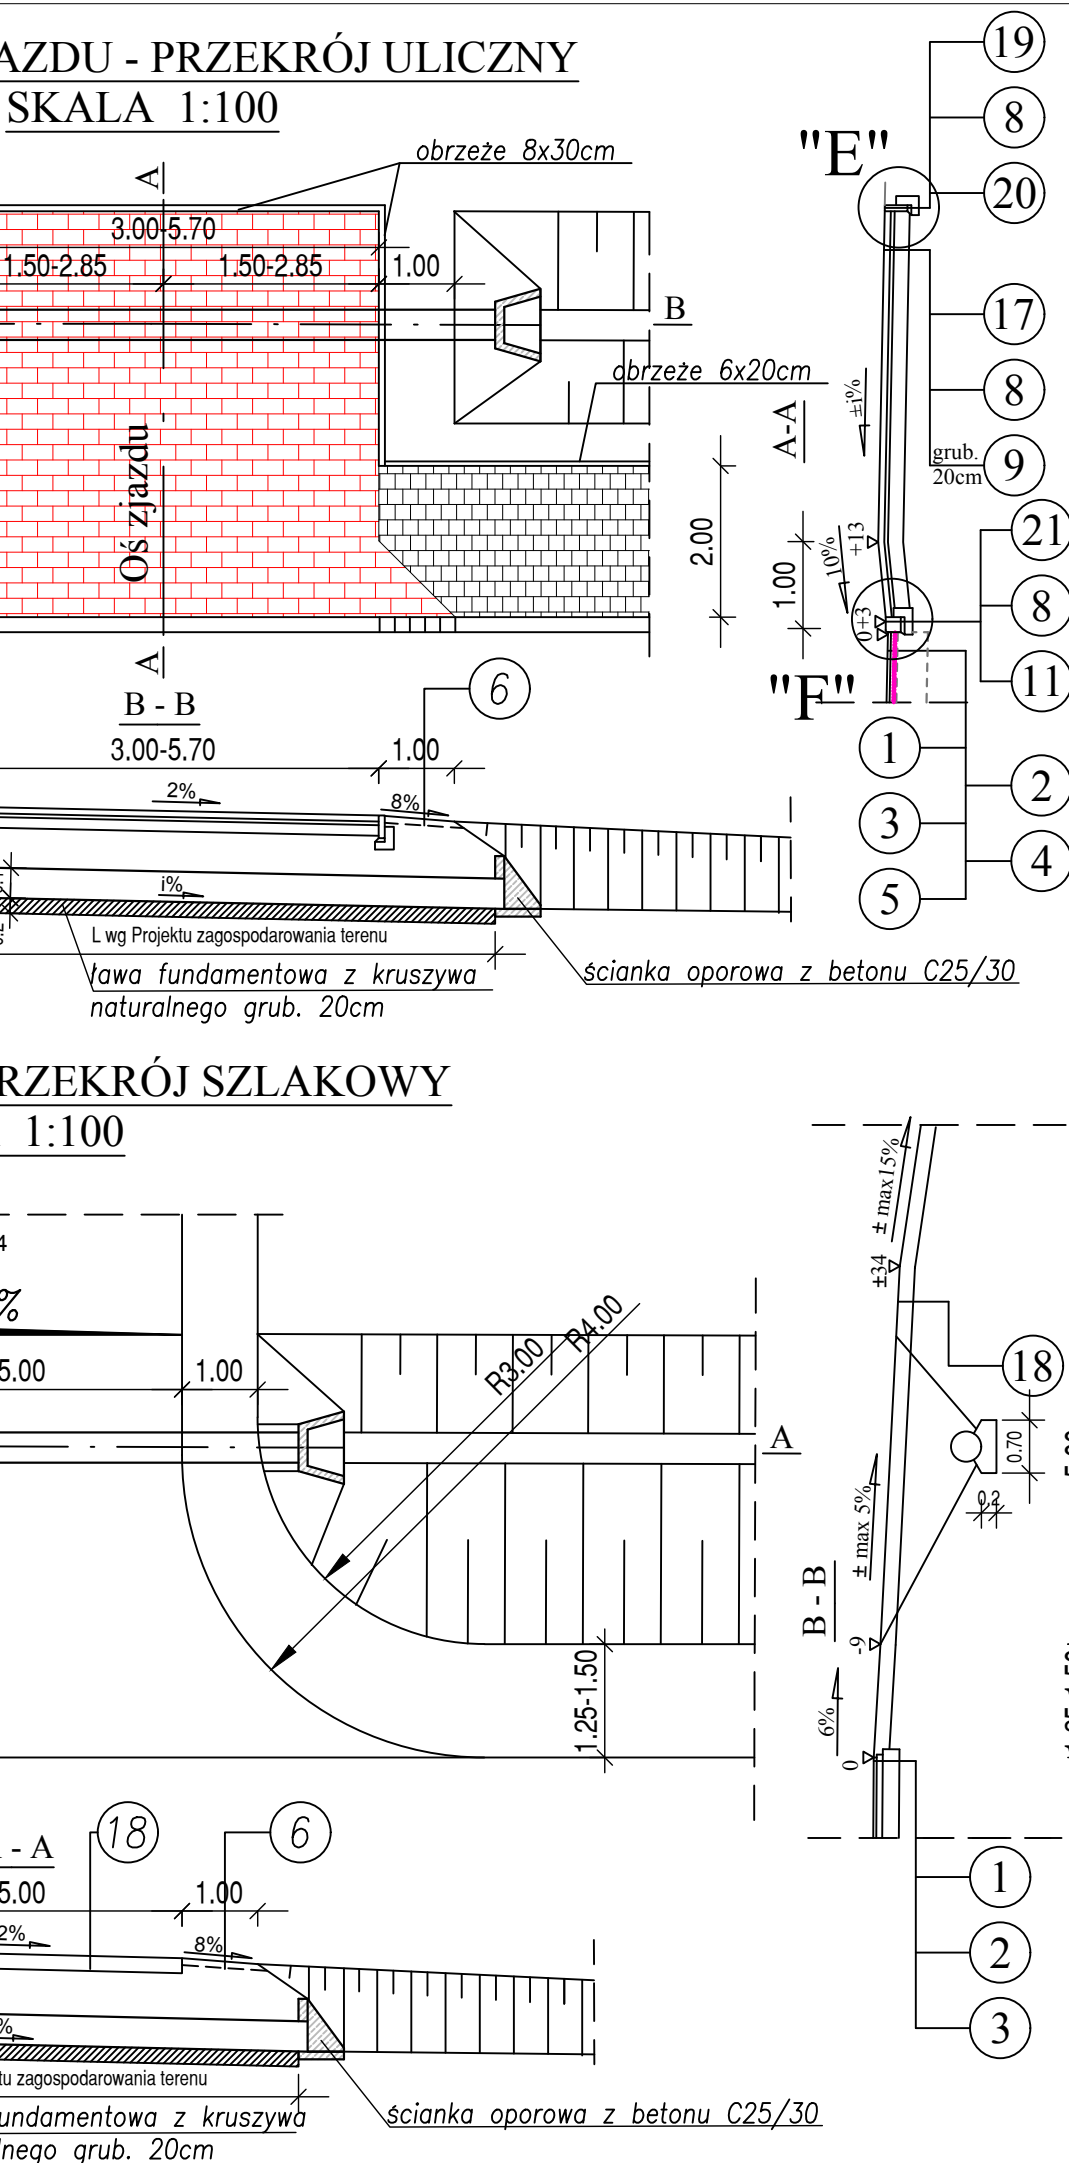 AZDU - PRZEKRÓJ ULICZNY
SKALA 1:100
obrzeże 8x30cm
A
3.00-5.70
1.50-2.85
1.50-2.85
1.00
B
obrzeże 6x20cm
2.00
Oś zjazdu
A
"E"
19
8
20
17
8
grub.
20cm
9
±i%
A-A
+13
10%
1.00
0+3
21
8
11
"F"
1
2
3
4
5
B - B
6
3.00-5.70
1.00
2%
8%
i%
L wg Projektu zagospodarowania terenu
ława fundamentowa z kruszywa
naturalnego grub. 20cm
ścianka oporowa z betonu C25/30
RZEKRÓJ SZLAKOWY
1:100
4
%
5.00
1.00
R3.00
R4.00
A
1.25-1.50
± max15%
±34
18
0.70
0.2
± max 5%
B - B
-9
6%
0
1
2
3
- A
18
6
5.00
1.00
2%
8%
%
tu zagospodarowania terenu
undamentowa z kruszywa
lnego grub. 20cm
ścianka oporowa z betonu C25/30